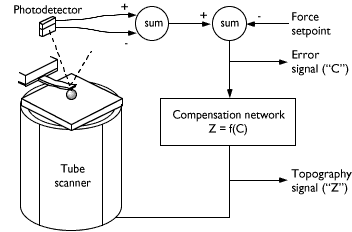 Photodetector
+
-
sum
+
sum
-
Force
setpoint
Error
signal ("C")
Compensation network
Z = f(C)
Tube
scanner
Topography
signal ("Z")